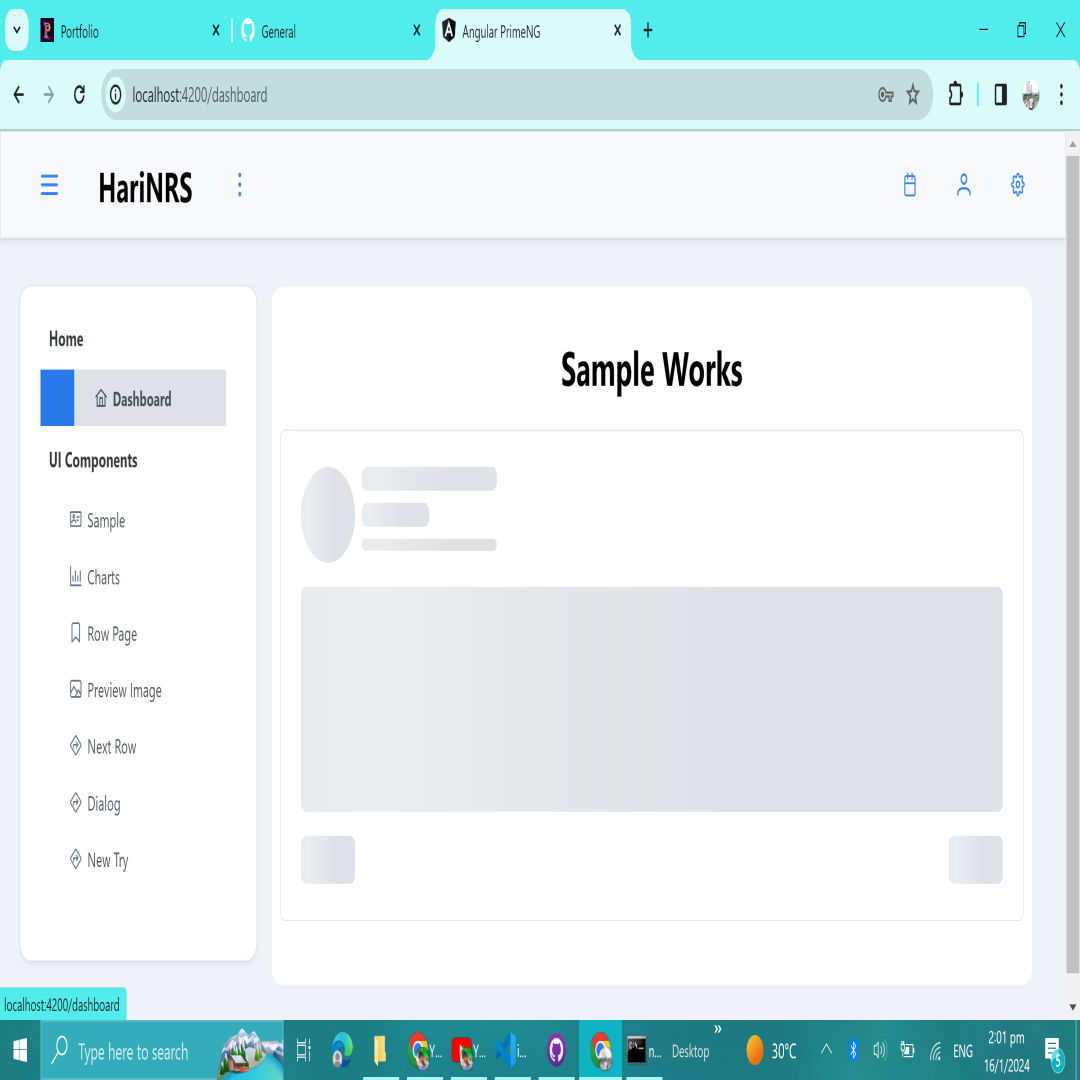 Portfolio
General
Angular PrimeNG
localhost:4200/dashboard
HariNRS
Home
Dashboard
UI Components
Sample
Charts
Row Page
Preview Image
Next Row
Dialog
New Try
Sample Works
localhost:4200/dashboard
Type here to search
Y...
Y...
i...
n...
Desktop
30°C
ENG
2:01 pm
16/1/2024
5